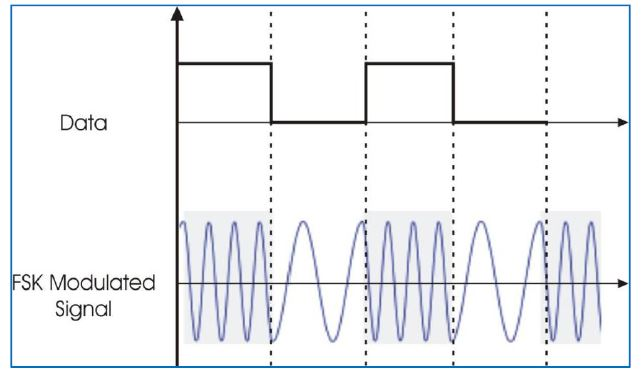 Data
FSK Modulated
Signal